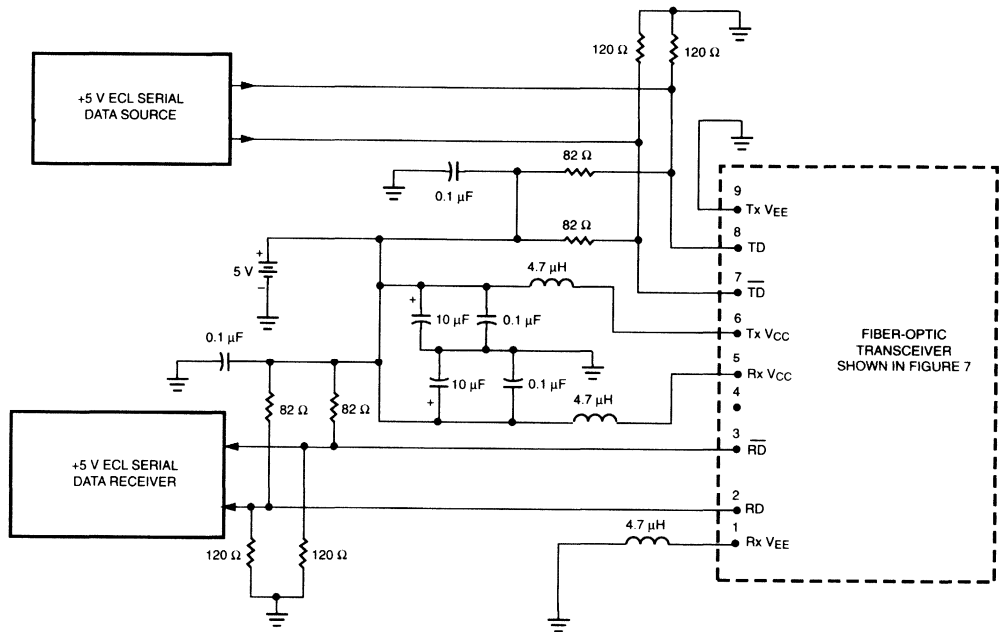 120 Ω
120 Ω
+5 V ECL SERIAL
DATA SOURCE
82 Ω
0.1 μF
82 Ω
+
5 V
−
4.7 μH
+
10 μF
0.1 μF
0.1 μF
10 μF
0.1 μF
+
4.7 μH
82 Ω
82 Ω
+5 V ECL SERIAL
DATA RECEIVER
120 Ω
120 Ω
4.7 μH
9
Tx VEE
8
TD
7
T̅D̅
6
Tx VCC
5
Rx VCC
4
3
R̅D̅
2
RD
1
Rx VEE
FIBER-OPTIC
TRANSCEIVER
SHOWN IN FIGURE 7